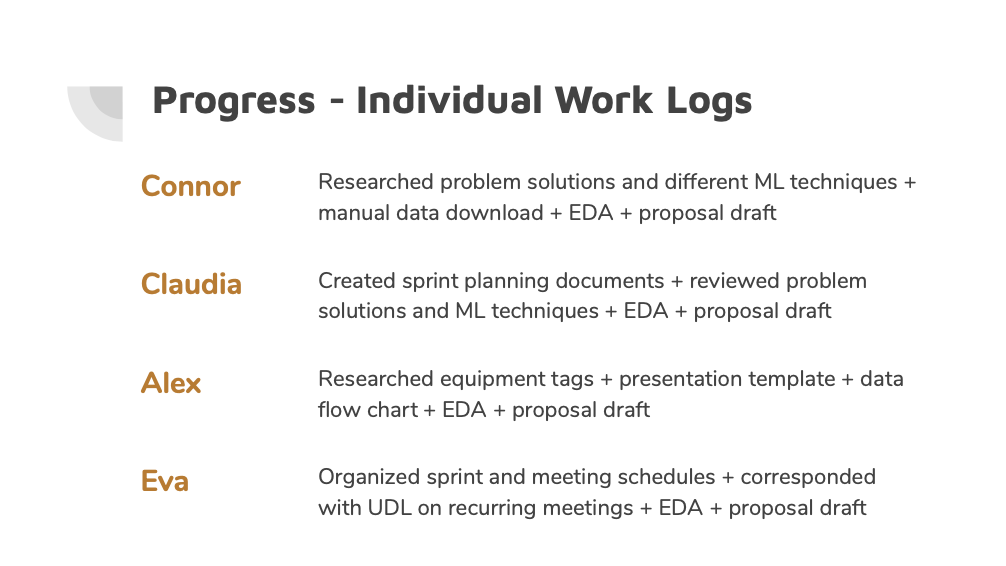 Progress - Individual Work Logs
Connor
Researched problem solutions and different ML techniques +
manual data download + EDA + proposal draft
Claudia
Created sprint planning documents + reviewed problem
solutions and ML techniques + EDA + proposal draft
Alex
Researched equipment tags + presentation template + data
flow chart + EDA + proposal draft
Eva
Organized sprint and meeting schedules + corresponded
with UDL on recurring meetings + EDA + proposal draft